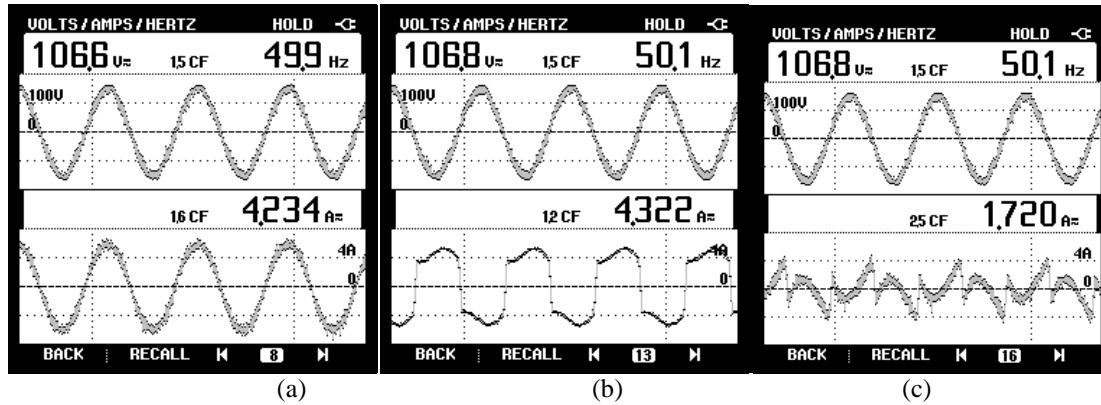 VOLTS / AMPS / HERTZ HOLD
106,6 V 1,5 CF 49,9 Hz
100V
0
1,6 CF 4,234 A
4A
0
BACK RECALL 8
(a)
VOLTS / AMPS / HERTZ HOLD
106,8 V 1,5 CF 50,1 Hz
100V
0
1,2 CF 4,322 A
4A
0
BACK RECALL 13
(b)
VOLTS / AMPS / HERTZ HOLD
106,8 V 1,5 CF 50,1 Hz
100V
0
2,5 CF 1,720 A
4A
0
BACK RECALL 16
(c)